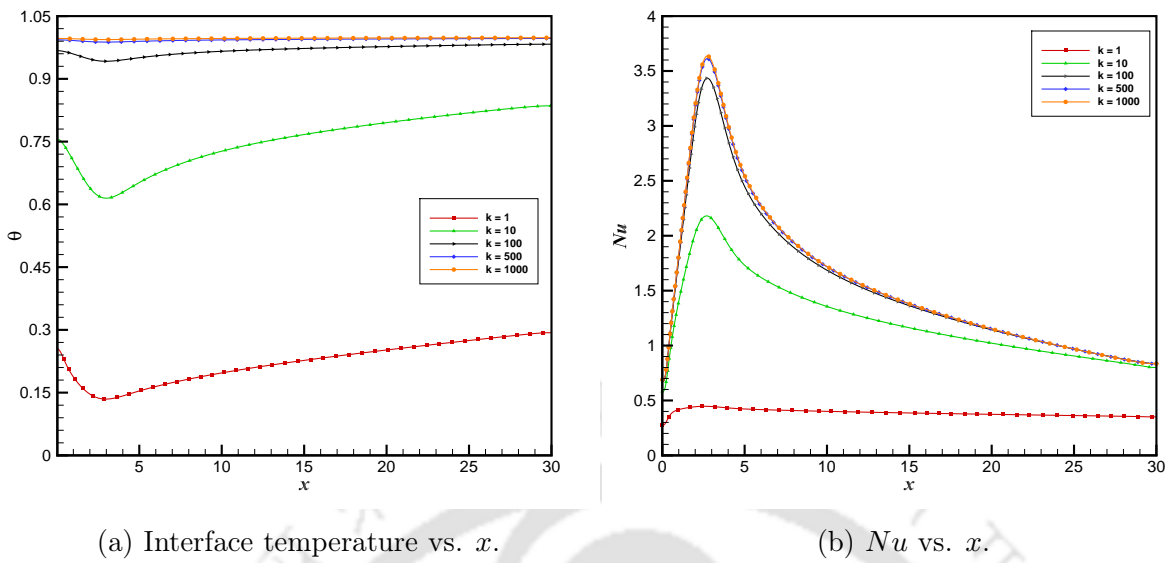 1.05
0.9
0.75
0.6
0.45
0.3
0.15
0
θ
5
10
15
20
25
30
x
k = 1
k = 10
k = 100
k = 500
k = 1000
4
3.5
3
2.5
2
1.5
1
0.5
0
Nu
0
5
10
15
20
25
30
x
k = 1
k = 10
k = 100
k = 500
k = 1000
(a) Interface temperature vs. x.
(b) Nu vs. x.